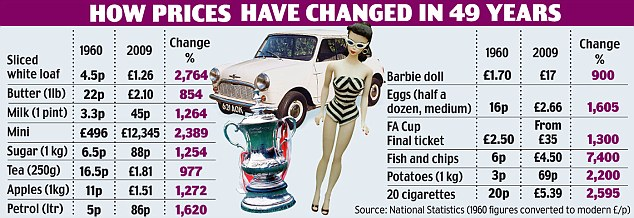 HOW PRICES HAVE CHANGED IN 49 YEARS
1960 2009 Change %
Sliced white loaf 4.5p £1.26 2,764
Butter (1lb) 22p £2.10 854
Milk (1 pint) 3.3p 45p 1,264
Mini £496 £12,345 2,389
Sugar (1 kg) 6.5p 88p 1,254
Tea (250g) 16.5p £1.81 977
Apples (1kg) 11p £1.51 1,272
Petrol (ltr) 5p 86p 1,620
621 AOK
1960 2009 Change %
Barbie doll £1.70 £17 900
Eggs (half a dozen, medium) 16p £2.66 1,605
FA Cup Final ticket £2.50 From £35 1,300
Fish and chips 6p £4.50 7,400
Potatoes (1 kg) 3p 69p 2,200
20 cigarettes 20p £5.39 2,595
Source: National Statistics (1960 figures converted to modern £/p)